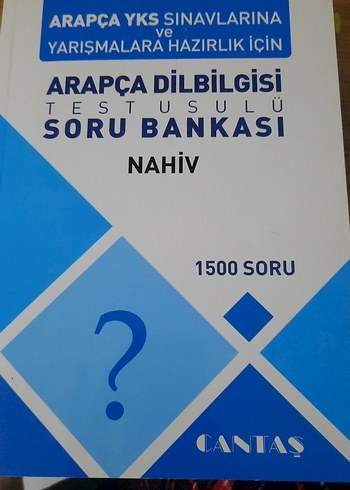 ARAPÇA YKS SINAVLARINA
ve
YARIŞMALARA HAZIRLIK İÇİN
ARAPÇA DİLBİLGİSİ
TEST USULÜ
SORU BANKASI
NAHİV
1500 SORU
?
CANTAŞ